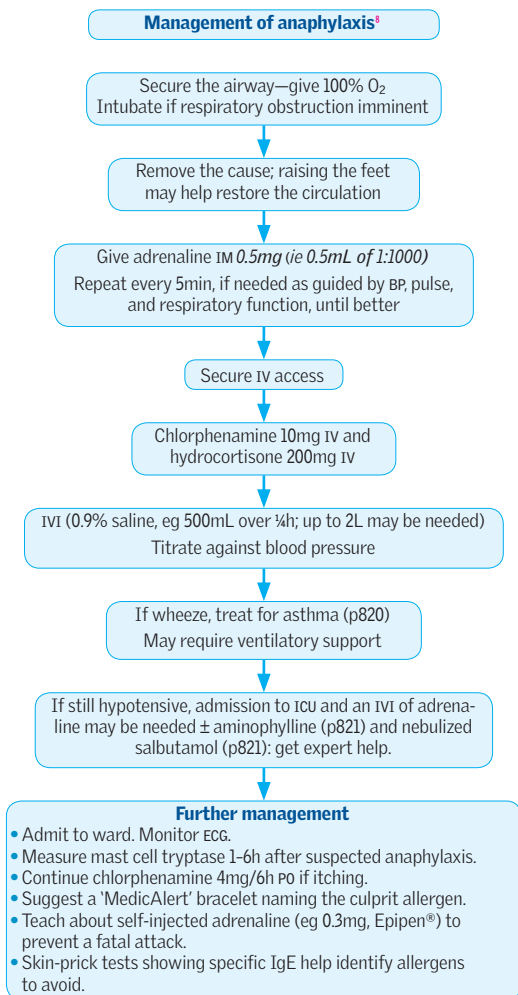 Management of anaphylaxis⁸
Secure the airway—give 100% O₂
Intubate if respiratory obstruction imminent
Remove the cause; raising the feet
may help restore the circulation
Give adrenaline IM 0.5mg (ie 0.5mL of 1:1000)
Repeat every 5min, if needed as guided by BP, pulse,
and respiratory function, until better
Secure IV access
Chlorphenamine 10mg IV and
hydrocortisone 200mg IV
IVI (0.9% saline, eg 500mL over ¼h; up to 2L may be needed)
Titrate against blood pressure
If wheeze, treat for asthma (p820)
May require ventilatory support
If still hypotensive, admission to ICU and an IVI of adrena-
line may be needed ± aminophylline (p821) and nebulized
salbutamol (p821): get expert help.
Further management
• Admit to ward. Monitor ECG.
• Measure mast cell tryptase 1–6h after suspected anaphylaxis.
• Continue chlorphenamine 4mg/6h PO if itching.
• Suggest a ‘MedicAlert’ bracelet naming the culprit allergen.
• Teach about self-injected adrenaline (eg 0.3mg, Epipen®) to
prevent a fatal attack.
• Skin-prick tests showing specific IgE help identify allergens
to avoid.